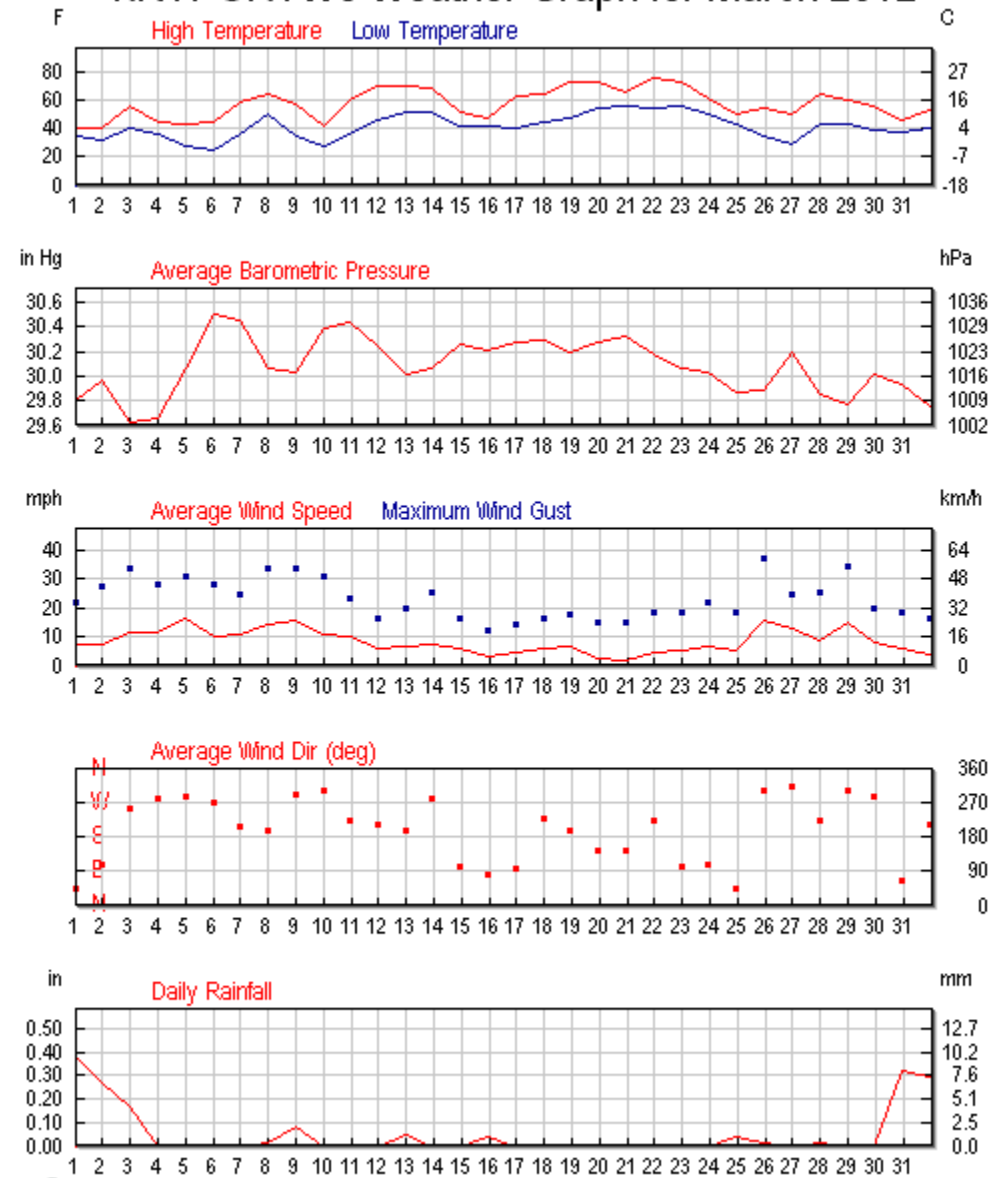 Weather Graph for March 2012
F C
High Temperature Low Temperature
80 27
60 16
40 4
20 -7
0 -18
1 2 3 4 5 6 7 8 9 10 11 12 13 14 15 16 17 18 19 20 21 22 23 24 25 26 27 28 29 30 31
in Hg hPa
Average Barometric Pressure
30.6 1036
30.4 1029
30.2 1023
30.0 1016
29.8 1009
29.6 1002
1 2 3 4 5 6 7 8 9 10 11 12 13 14 15 16 17 18 19 20 21 22 23 24 25 26 27 28 29 30 31
mph km/h
Average Wind Speed Maximum Wind Gust
40 64
30 48
20 32
10 16
0 0
1 2 3 4 5 6 7 8 9 10 11 12 13 14 15 16 17 18 19 20 21 22 23 24 25 26 27 28 29 30 31
Average Wind Dir (deg)
N 360
W 270
S 180
E 90
N 0
1 2 3 4 5 6 7 8 9 10 11 12 13 14 15 16 17 18 19 20 21 22 23 24 25 26 27 28 29 30 31
in mm
Daily Rainfall
0.50 12.7
0.40 10.2
0.30 7.6
0.20 5.1
0.10 2.5
0.00 0.0
1 2 3 4 5 6 7 8 9 10 11 12 13 14 15 16 17 18 19 20 21 22 23 24 25 26 27 28 29 30 31